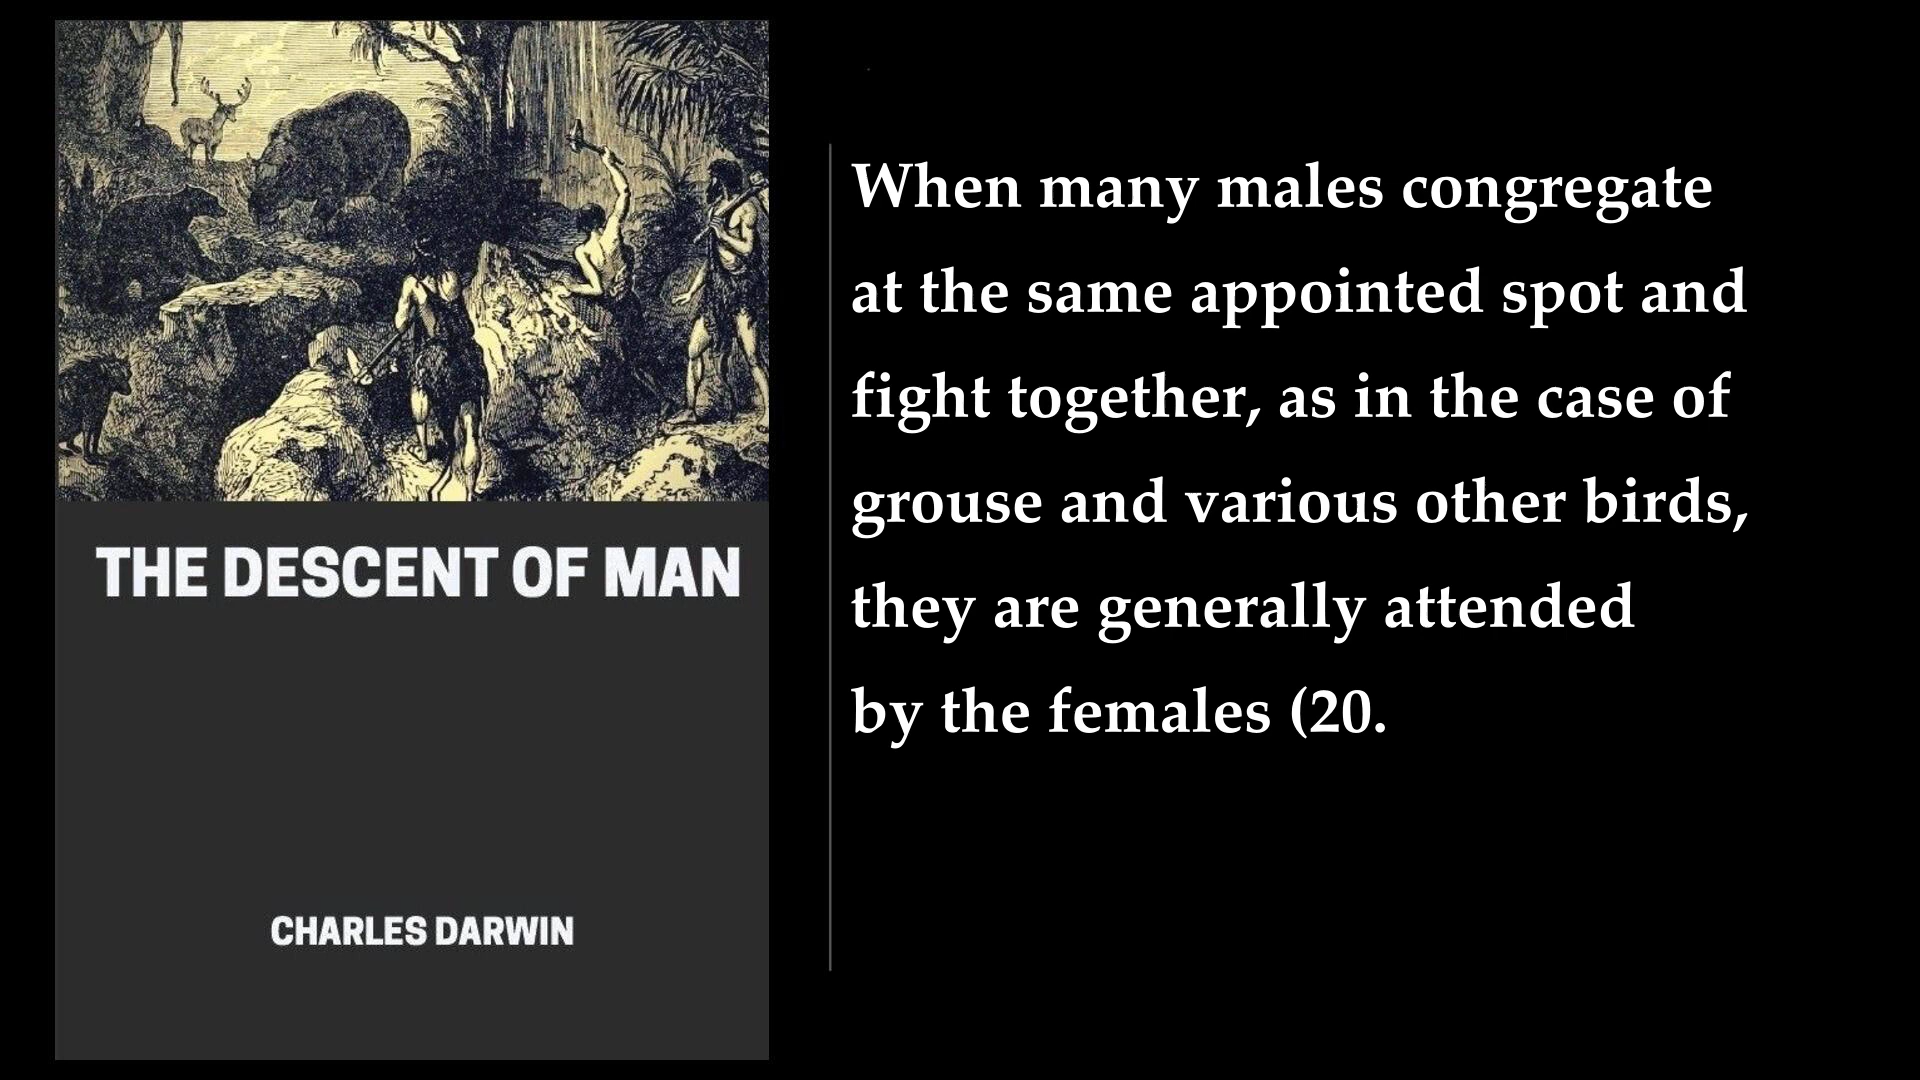 THE DESCENT OF MAN
CHARLES DARWIN
When many males congregate
at the same appointed spot and
fight together, as in the case of
grouse and various other birds,
they are generally attended
by the females (20.